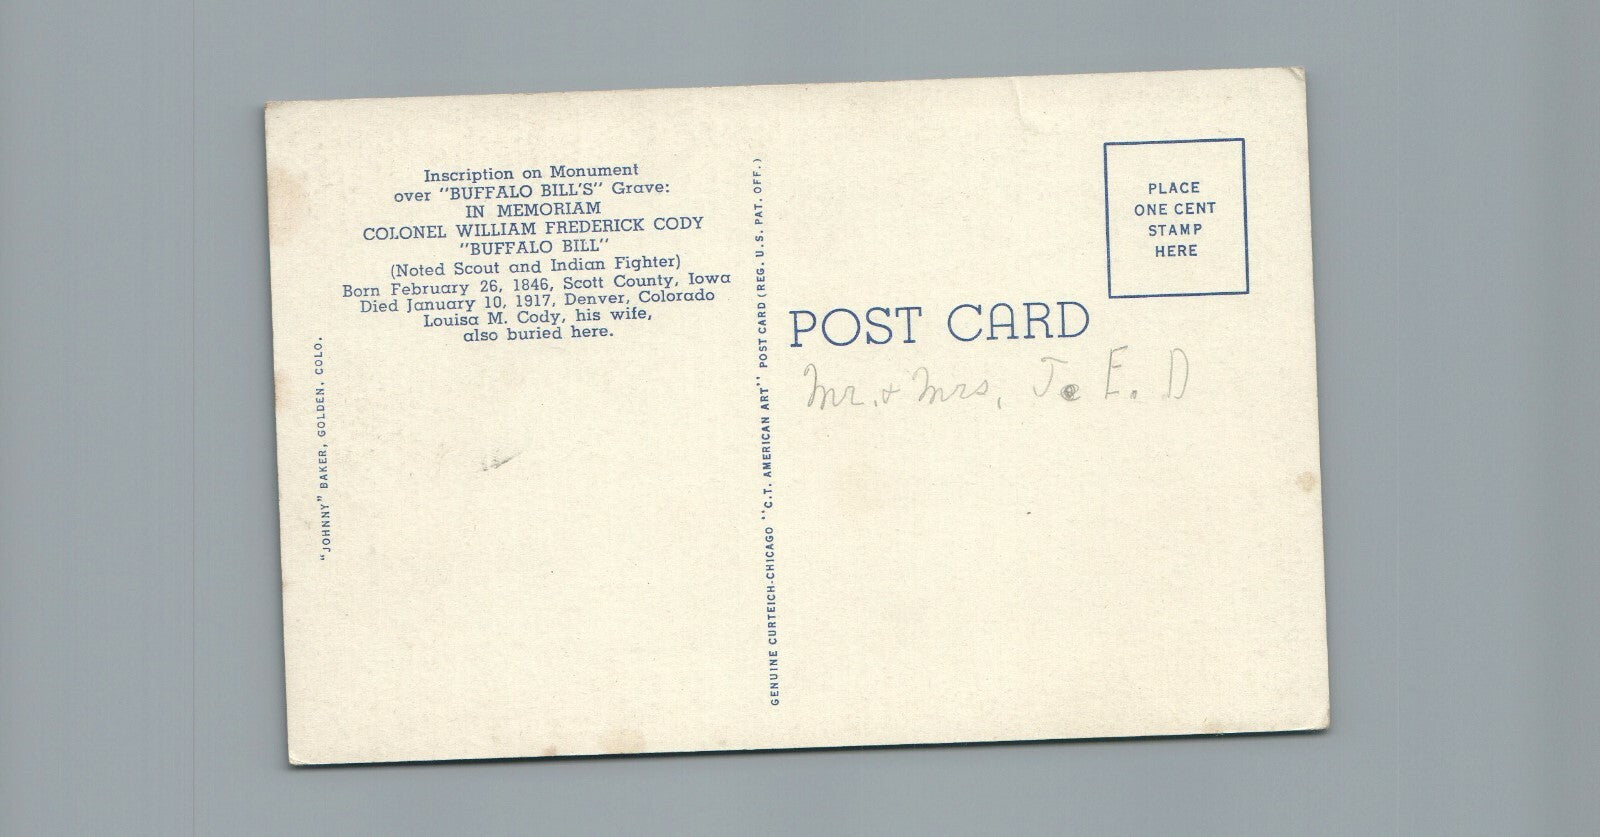 Inscription on Monument
over "BUFFALO BILL'S" Grave:
IN MEMORIAM
COLONEL WILLIAM FREDERICK CODY
"BUFFALO BILL"
(Noted Scout and Indian Fighter)
Born February 26, 1846, Scott County, Iowa
Died January 10, 1917, Denver, Colorado
Louisa M. Cody, his wife,
also buried here.
"JOHNNY" BAKER, GOLDEN, COLO.
GENUINE CURTEICH-CHICAGO "C.T. AMERICAN ART" POST CARD (REG. U.S. PAT. OFF.)
PLACE
ONE CENT
STAMP
HERE
POST CARD
Mr. & Mrs. J. E. D